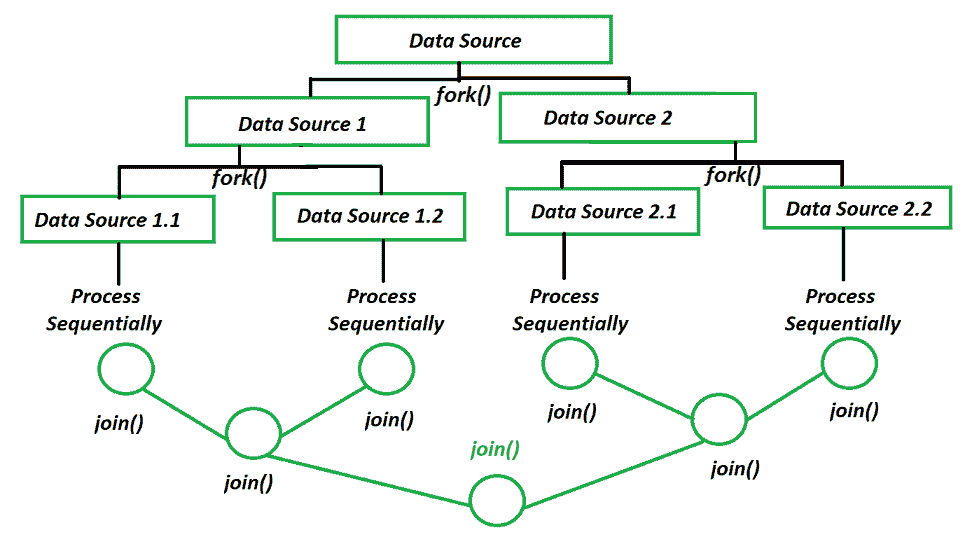 Data Source
fork()
Data Source 1
Data Source 2
fork()
fork()
Data Source 1.1
Data Source 1.2
Data Source 2.1
Data Source 2.2
Process
Sequentially
Process
Sequentially
Process
Sequentially
Process
Sequentially
join()
join()
join()
join()
join()
join()
join()